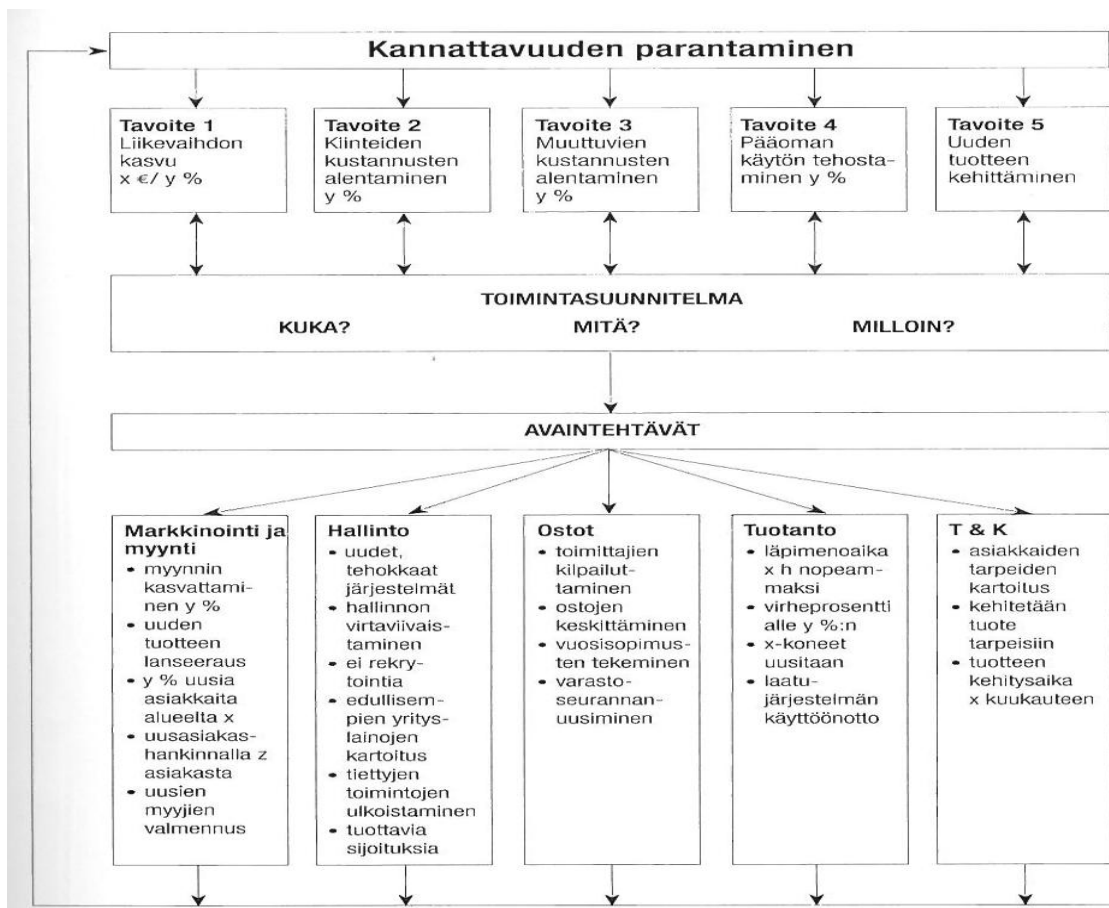 Kannattavuuden parantaminen
Tavoite 1
Liikevaihdon
kasvu
x €/ y %
Tavoite 2
Kiinteiden
kustannusten
alentaminen
y %
Tavoite 3
Muuttuvien
kustannusten
alentaminen
y %
Tavoite 4
Pääoman
käytön tehosta-
minen y %
Tavoite 5
Uuden
tuotteen
kehittäminen
TOIMINTASUUNNITELMA
KUKA? MITÄ? MILLOIN?
AVAINTEHTÄVÄT
Markkinointi ja
myynti
• myynnin
kasvattami-
nen y %
• uuden
tuotteen
lanseeraus
• y % uusia
asiakkaita
alueelta x
• uusasiakas-
hankinnalla z
asiakasta
• uusien
myyjien
valmennus
Hallinto
• uudet,
tehokkaat
järjestelmät
• hallinnon
virtaviivais-
taminen
• ei rekry-
tointia
• edullisem-
pien yritys-
lainojen
kartoitus
• tiettyjen
toimintojen
ulkoistaminen
• tuottavia
sijoituksia
Ostot
• toimittajien
kilpailut-
taminen
• ostojen
keskittäminen
• vuosisopimus-
ten tekeminen
• varasto-
seurannan-
uusiminen
Tuotanto
• läpimenoaika
x h nopeam-
maksi
• virheprosentti
alle y %:n
• x-koneet
uusitaan
• laatu-
järjestelmän
käyttöönotto
T & K
• asiakkaiden
tarpeiden
kartoitus
• kehitetään
tuote
tarpeisiin
• tuotteen
kehitysaika
x kuukauteen